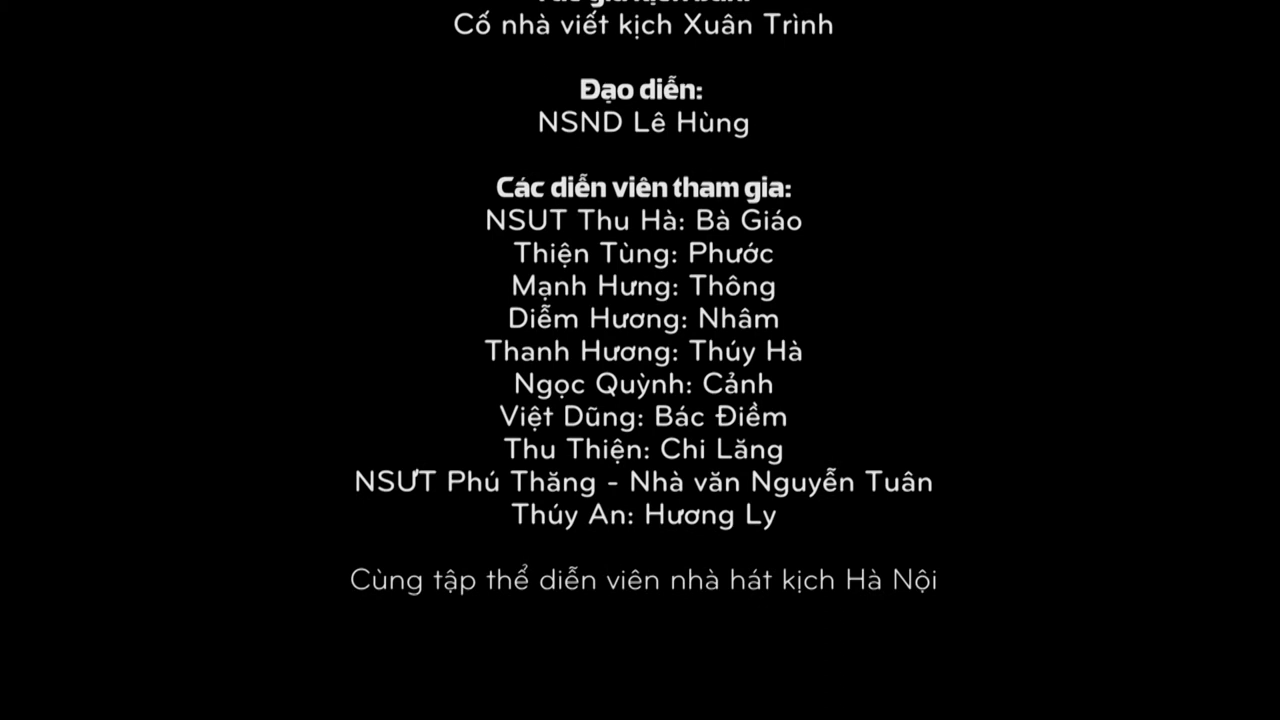 Cố nhà viết kịch Xuân Trình
Đạo diễn:
NSND Lê Hùng
Các diễn viên tham gia:
NSUT Thu Hà: Bà Giáo
Thiện Tùng: Phước
Mạnh Hưng: Thông
Diễm Hương: Nhâm
Thanh Hương: Thúy Hà
Ngọc Quỳnh: Cảnh
Việt Dũng: Bác Điềm
Thu Thiện: Chi Lăng
NSƯT Phú Thăng - Nhà văn Nguyễn Tuân
Thúy An: Hương Ly
Cùng tập thể diễn viên nhà hát kịch Hà Nội